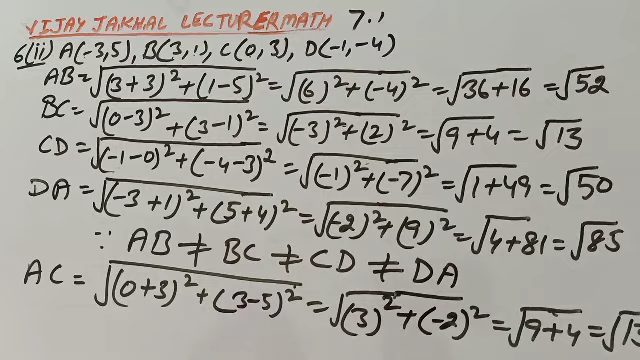 VIJAY JAKHAL LECTURERMATH 7.1
6(ii) A(-3,5), B(3,1), C(0,3), D(-1,-4)
AB = √(3+3)² + (1-5)² = √(6)² + (-4)² = √36+16 = √52
BC = √(0-3)² + (3-1)² = √(-3)² + (2)² = √9+4 = √13
CD = √(-1-0)² + (-4-3)² = √(-1)² + (-7)² = √1+49 = √50
DA = √(-3+1)² + (5+4)² = √(-2)² + (9)² = √4+81 = √85
∵ AB ≠ BC ≠ CD ≠ DA
AC = √(0+3)² + (3-5)² = √(3)² + (-2)² = √9+4 = √13